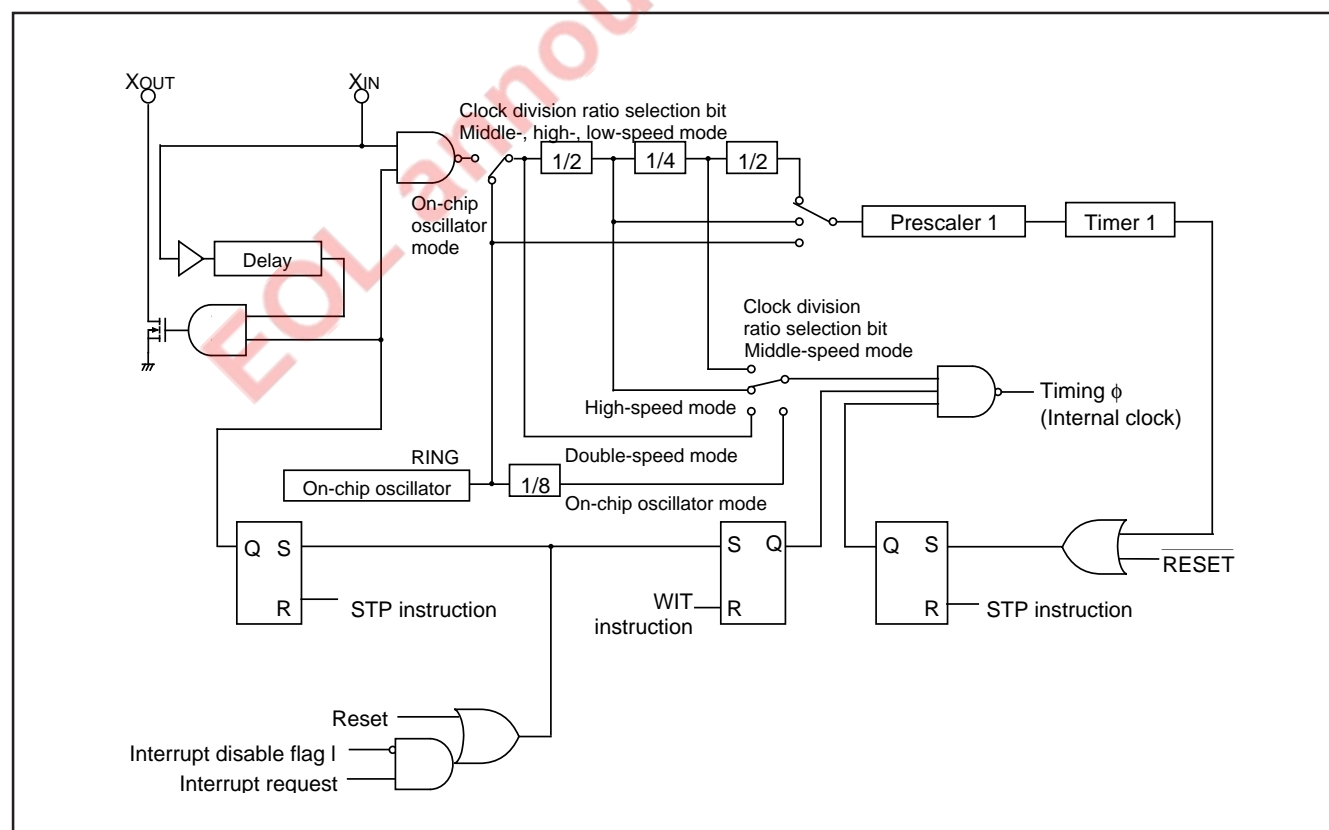 EOL annou
XOUT
XIN
Clock division ratio selection bit
Middle-, high-, low-speed mode
1/2
1/4
1/2
On-chip
oscillator
mode
Prescaler 1
Timer 1
Delay
Clock division
ratio selection bit
Middle-speed mode
High-speed mode
Timing ϕ
(Internal clock)
Double-speed mode
RING
On-chip oscillator
1/8
On-chip oscillator mode
Q S
R
STP instruction
S Q
R
WIT
instruction
Q S
R
STP instruction
RESET
Reset
Interrupt disable flag I
Interrupt request